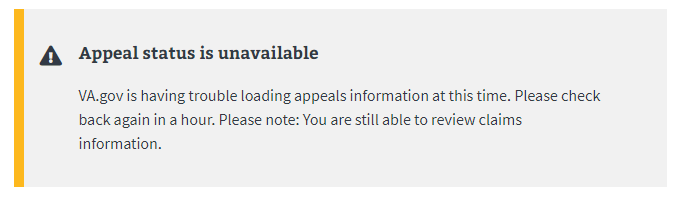 Appeal status is unavailable
VA.gov is having trouble loading appeals information at this time. Please check
back again in a hour. Please note: You are still able to review claims
information.